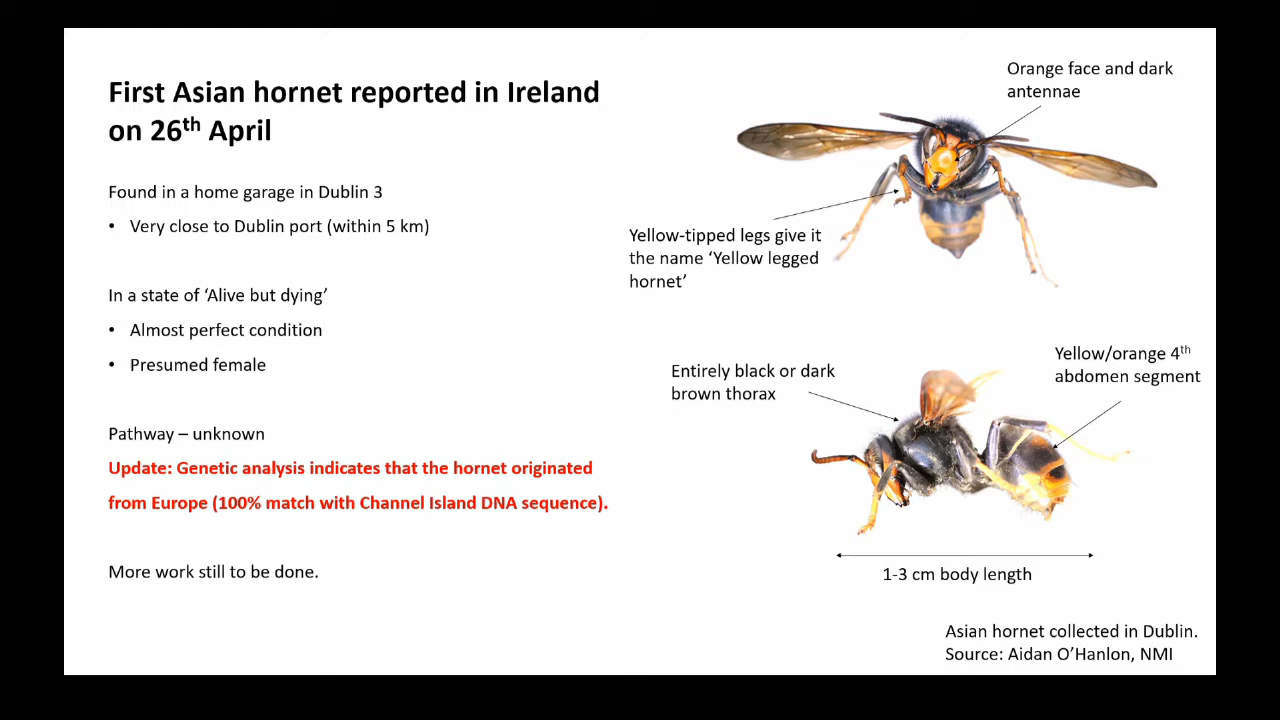 First Asian hornet reported in Ireland
on 26th April
Found in a home garage in Dublin 3
• Very close to Dublin port (within 5 km)
In a state of ‘Alive but dying’
• Almost perfect condition
• Presumed female
Pathway – unknown
Update: Genetic analysis indicates that the hornet originated
from Europe (100% match with Channel Island DNA sequence).
More work still to be done.
Orange face and dark
antennae
Yellow-tipped legs give it
the name ‘Yellow legged
hornet’
Entirely black or dark
brown thorax
Yellow/orange 4th
abdomen segment
1-3 cm body length
Asian hornet collected in Dublin.
Source: Aidan O’Hanlon, NMI